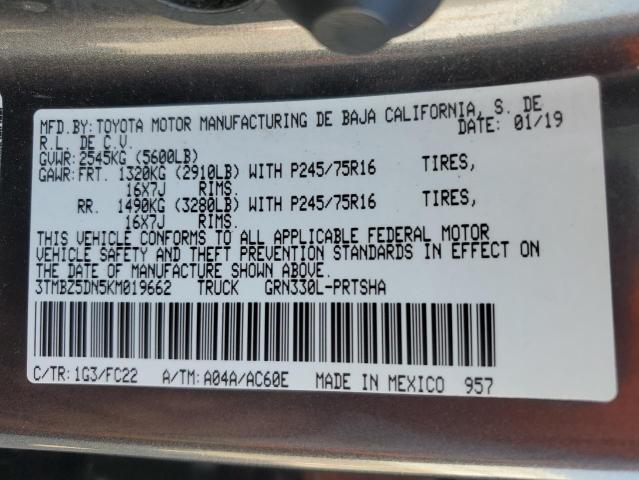 MFD.BY: TOYOTA MOTOR MANUFACTURING DE BAJA CALIFORNIA, S. DE
R.L. DE C.V. DATE: 01/19
GVWR: 2545KG (5600LB)
GAWR: FRT. 1320KG (2910LB) WITH P245/75R16 TIRES,
16X7J RIMS.
RR. 1490KG (3280LB) WITH P245/75R16 TIRES,
16X7J RIMS.
THIS VEHICLE CONFORMS TO ALL APPLICABLE FEDERAL MOTOR
VEHICLE SAFETY AND THEFT PREVENTION STANDARDS IN EFFECT ON
THE DATE OF MANUFACTURE SHOWN ABOVE.
3TMBZ5DN5KM019662 TRUCK GRN330L-PRTSHA
C/TR: 1G3/FC22 A/TM: A04A/AC60E MADE IN MEXICO 957